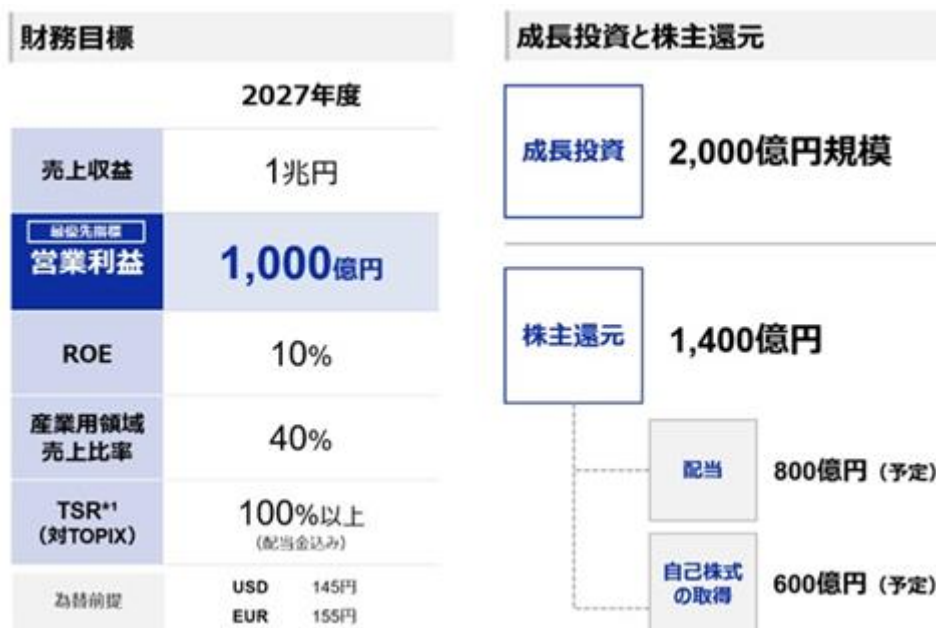 財務目標
2027年度
売上収益 1兆円
最優先指標
営業利益 1,000億円
ROE 10%
産業用領域
売上比率 40%
TSR*1
（対TOPIX） 100%以上
（配当金込み）
為替前提 USD 145円
EUR 155円
成長投資と株主還元
成長投資 2,000億円規模
株主還元 1,400億円
配当 800億円（予定）
自己株式
の取得 600億円（予定）